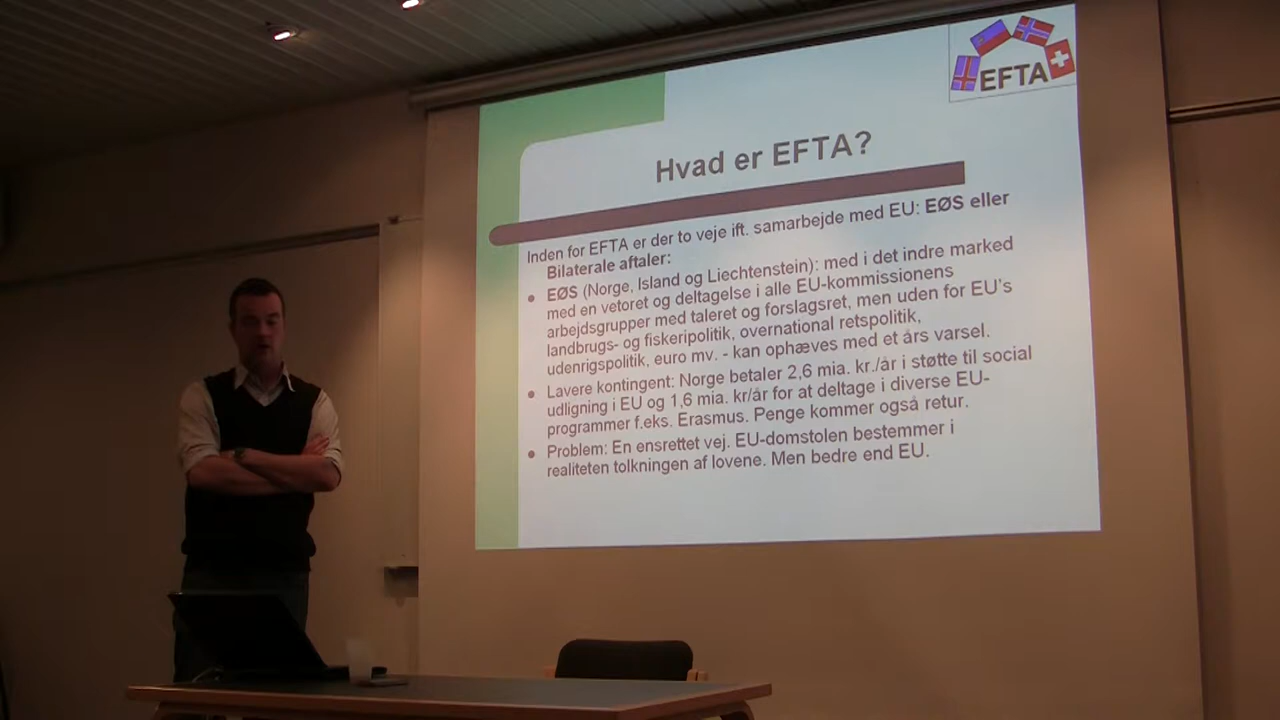 EFTA
Hvad er EFTA?
Inden for EFTA er der to veje ift. samarbejde med EU: EØS eller
Bilaterale aftaler:
• EØS (Norge, Island og Liechtenstein): med i det indre marked
med en vetoret og deltagelse i alle EU-kommissionens
arbejdsgrupper med taleret og forslagsret, men uden for EU's
landbrugs- og fiskeripolitik, overnational retspolitik,
udenrigspolitik, euro mv. - kan ophæves med et års varsel.
• Lavere kontingent: Norge betaler 2,6 mia. kr./år i støtte til social
udligning i EU og 1,6 mia. kr/år for at deltage i diverse EU-
programmer f.eks. Erasmus. Penge kommer også retur.
• Problem: En ensrettet vej. EU-domstolen bestemmer i
realiteten tolkningen af lovene. Men bedre end EU.